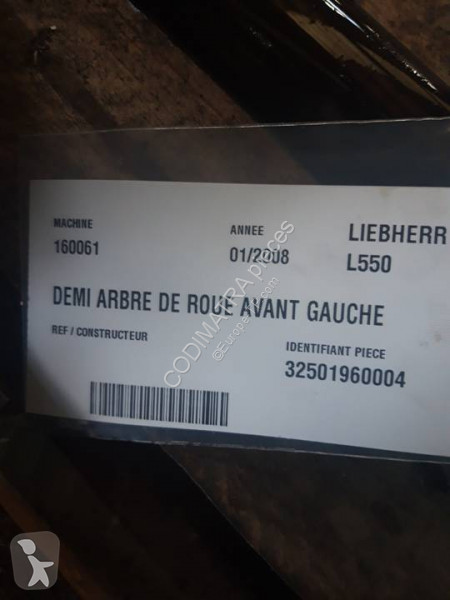 MACHINE
160061
ANNEE
01/2008
LIEBHERR
L550
DEMI ARBRE DE ROUE AVANT GAUCHE
REF / CONSTRUCTEUR
IDENTIFIANT PIECE
32501960004
CODIMATRA pieces